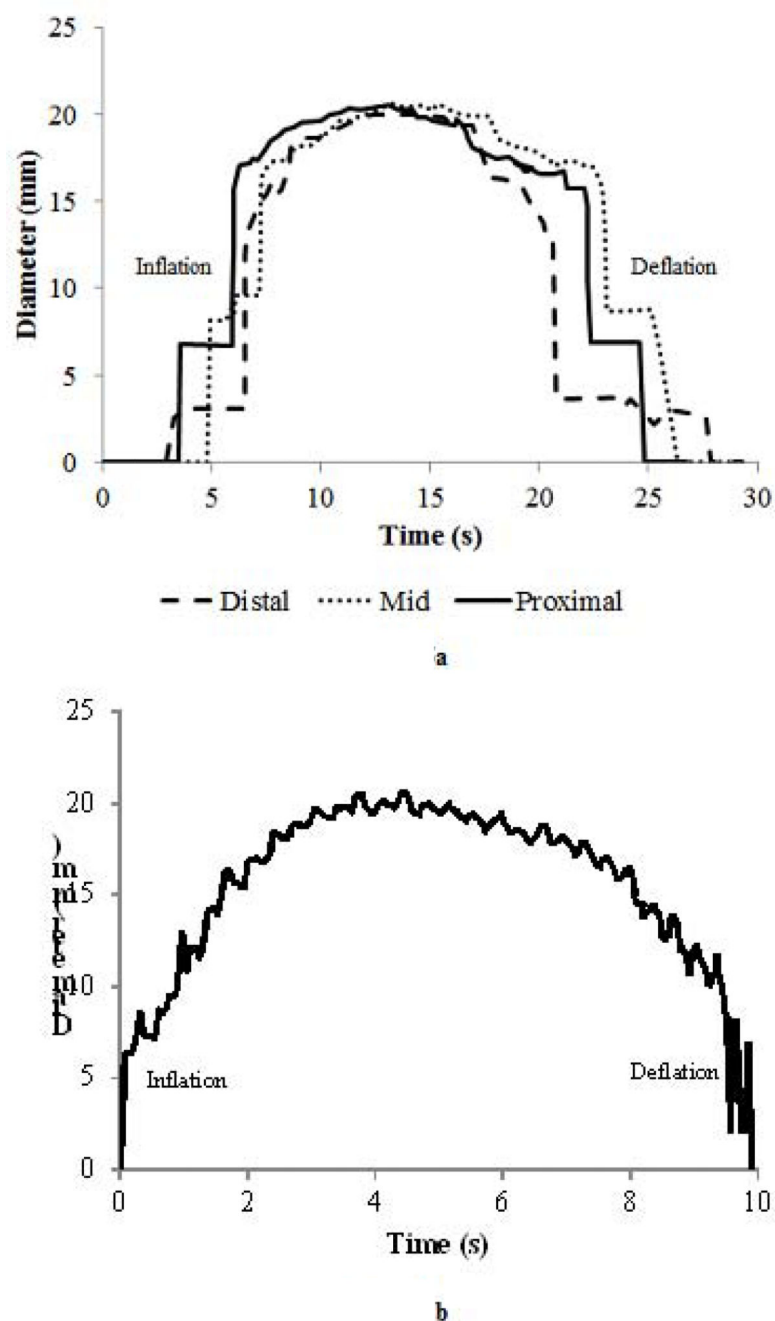 25
20
15
10
5
0
Diameter (mm)
Inflation
Deflation
0 5 10 15 20 25 30
Time (s)
Distal Mid Proximal
a
25
20
15
10
5
0
Inflation
Deflation
0 2 4 6 8 10
Time (s)
b